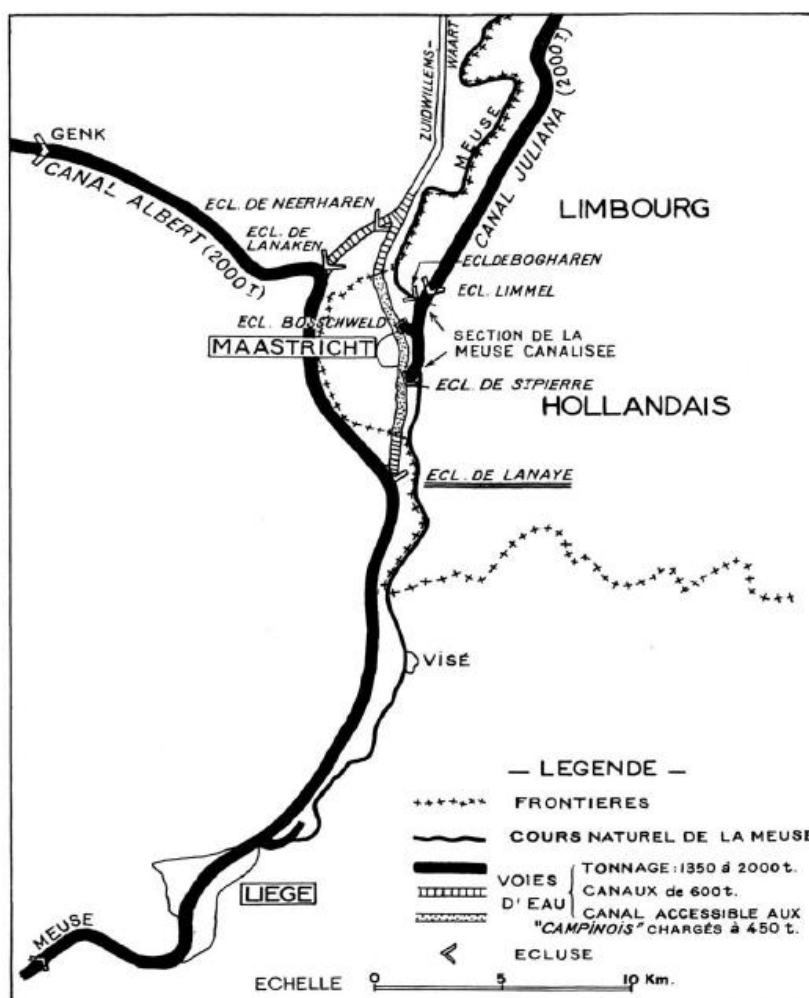 ZUIDWILLEMS-
WAART
MEUSE
CANAL JULIANA (2000T)
GENK
CANAL ALBERT (2000T)
ECL. DE NEERHAREN
ECL. DE
LANAKEN
LIMBOURG
ECL.DE BOGHAREN
ECL. LIMMEL
ECL. BOSSCHWELD
SECTION DE LA
MEUSE CANALISEE
MAASTRICHT
ECL. DE ST PIERRE
HOLLANDAIS
ECL. DE LANAYE
VISÉ
— LEGENDE —
FRONTIERES
COURS NATUREL DE LA MEUSE
VOIES
D'EAU
TONNAGE: 1350 à 2000t.
CANAUX de 600t.
CANAL ACCESSIBLE AUX
"CAMPINOIS" CHARGÉS à 450 t.
ECLUSE
LIEGE
MEUSE
ECHELLE 0 5 10 Km.